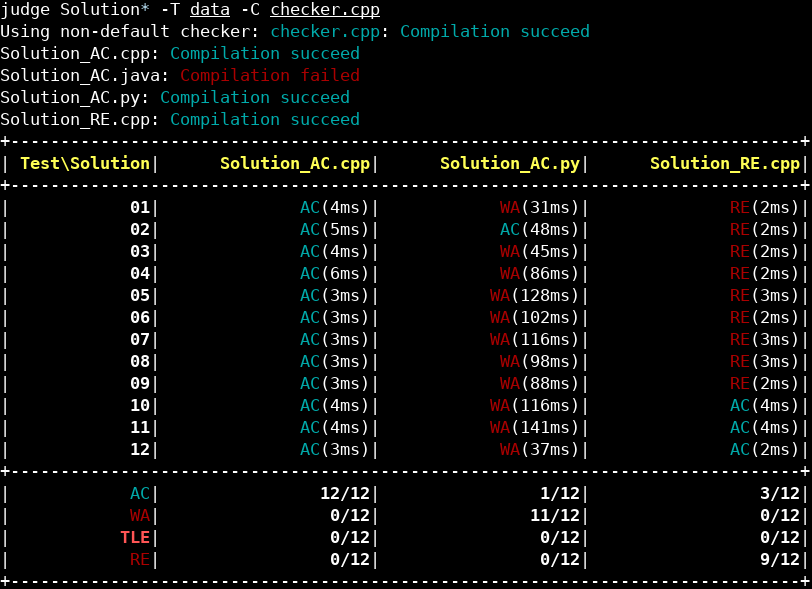 judge Solution* -T data -C checker.cpp
Using non-default checker: checker.cpp: Compilation succeed
Solution_AC.cpp: Compilation succeed
Solution_AC.java: Compilation failed
Solution_AC.py: Compilation succeed
Solution_RE.cpp: Compilation succeed
+-------------------------------------------------------------------------------+
| Test\Solution|      Solution_AC.cpp|      Solution_AC.py|      Solution_RE.cpp|
+-------------------------------------------------------------------------------+
|            01|              AC(4ms)|            WA(31ms)|              RE(2ms)|
|            02|              AC(5ms)|            AC(48ms)|              RE(2ms)|
|            03|              AC(4ms)|            WA(45ms)|              RE(2ms)|
|            04|              AC(6ms)|            WA(86ms)|              RE(2ms)|
|            05|              AC(3ms)|           WA(128ms)|              RE(3ms)|
|            06|              AC(3ms)|           WA(102ms)|              RE(2ms)|
|            07|              AC(3ms)|           WA(116ms)|              RE(3ms)|
|            08|              AC(3ms)|            WA(98ms)|              RE(3ms)|
|            09|              AC(3ms)|            WA(88ms)|              RE(2ms)|
|            10|              AC(4ms)|           WA(116ms)|              AC(4ms)|
|            11|              AC(4ms)|           WA(141ms)|              AC(4ms)|
|            12|              AC(3ms)|            WA(37ms)|              AC(2ms)|
+-------------------------------------------------------------------------------+
|            AC|                12/12|                1/12|                 3/12|
|            WA|                 0/12|               11/12|                 0/12|
|           TLE|                 0/12|                0/12|                 0/12|
|            RE|                 0/12|                0/12|                 9/12|
+-------------------------------------------------------------------------------+